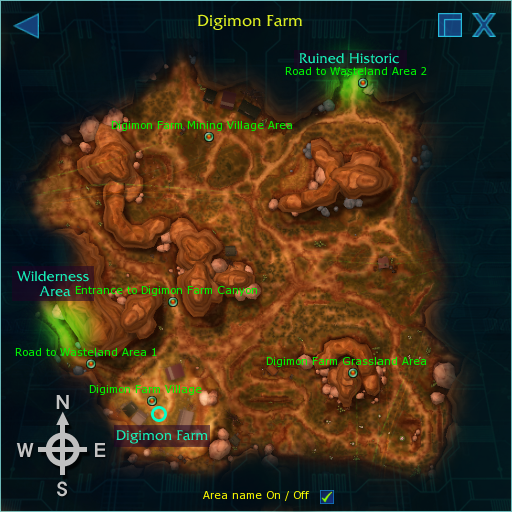 Digimon Farm
X
Ruined Historic
Road to Wasteland Area 2
Digimon Farm Mining Village Area
Wilderness
Area
Entrance to Digimon Farm Canyon
Road to Wasteland Area 1
Digimon Farm Grassland Area
Digimon Farm Village
Digimon Farm
N
W
E
S
Area name On / Off